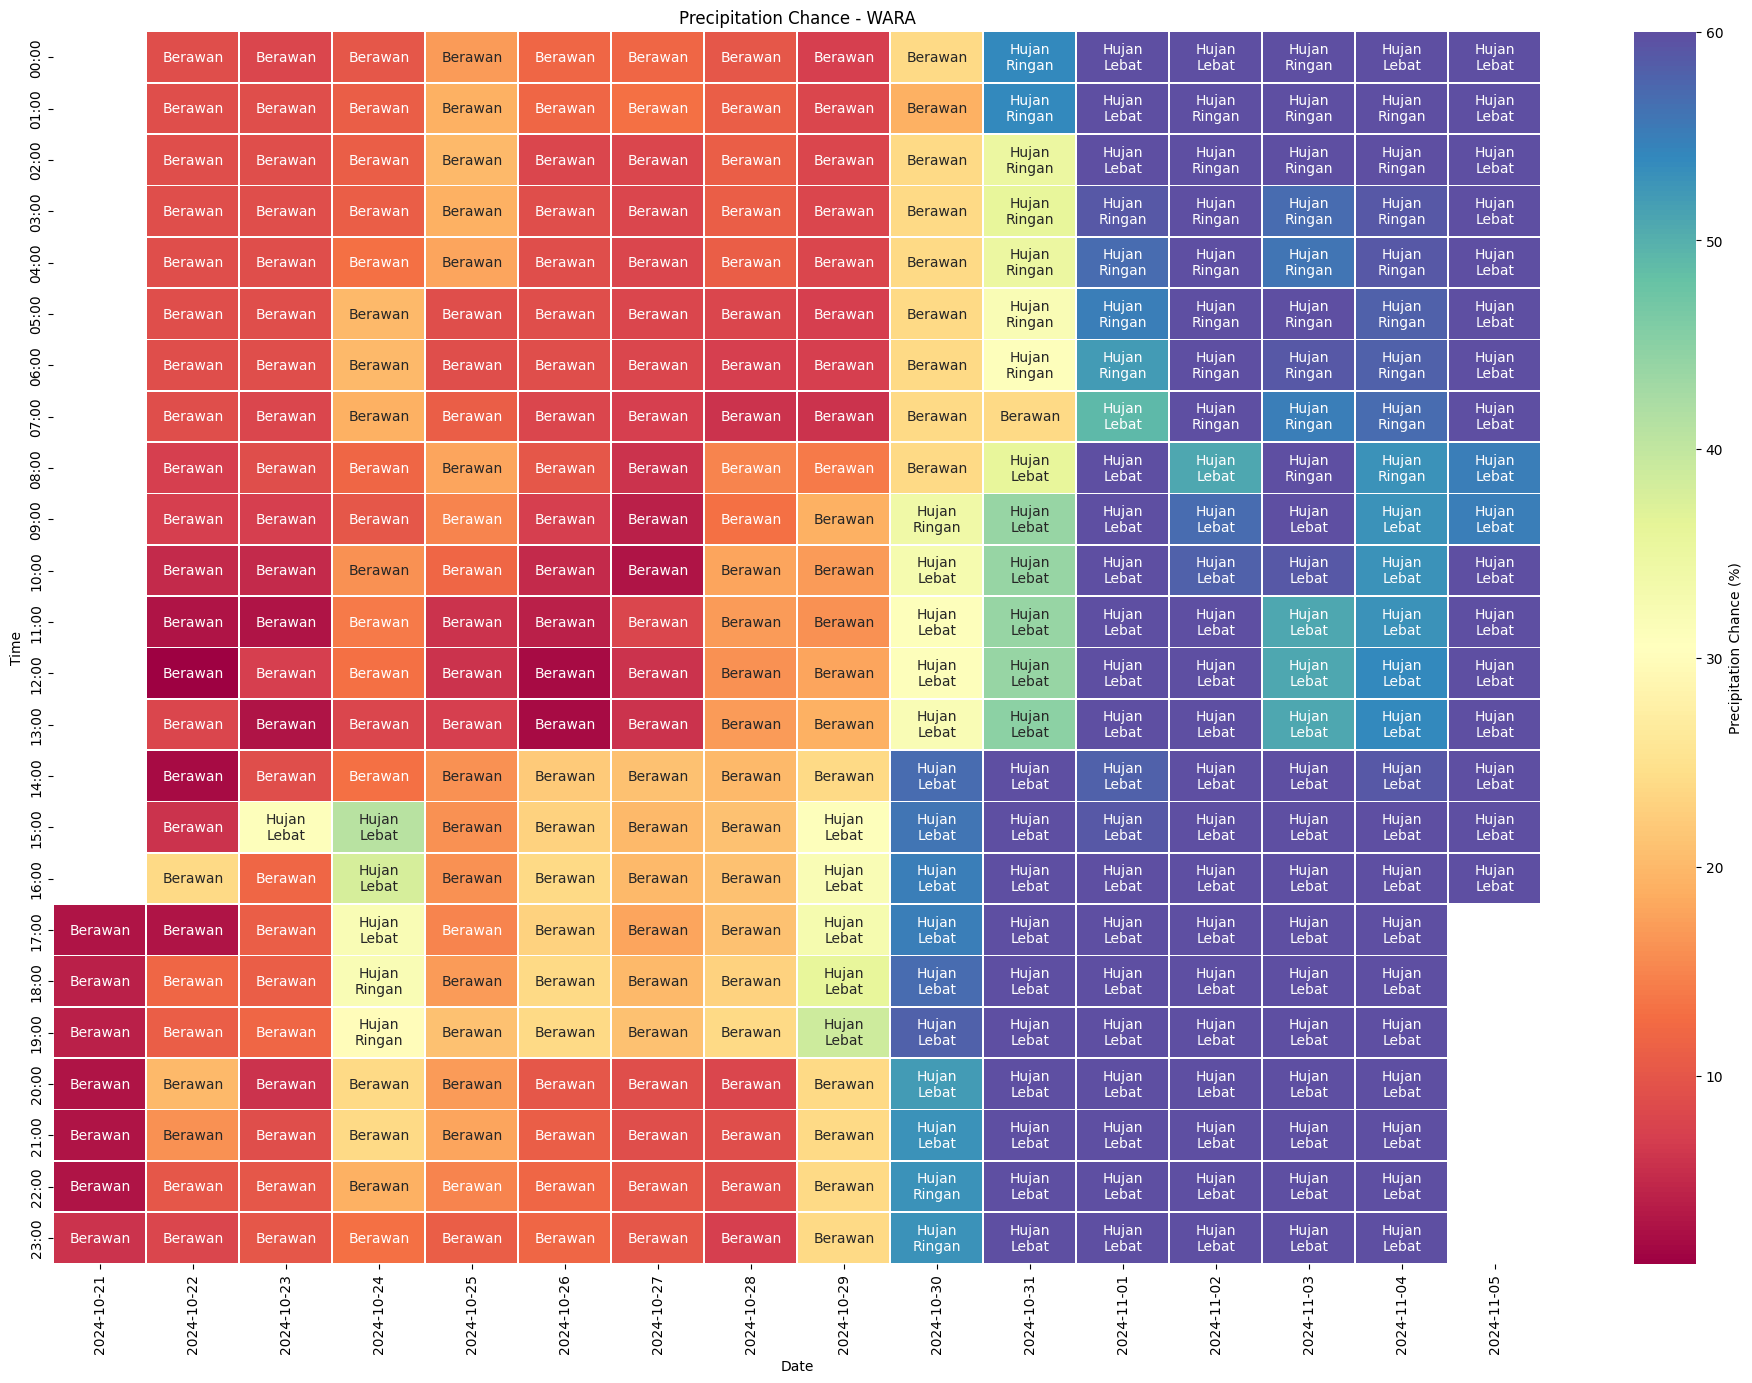 Precipitation Chance - WARA
00:00 Berawan Berawan Berawan Berawan Berawan Berawan Berawan Berawan Berawan Hujan Ringan Hujan Lebat Hujan Lebat Hujan Ringan Hujan Lebat Hujan Lebat
01:00 Berawan Berawan Berawan Berawan Berawan Berawan Berawan Berawan Berawan Hujan Ringan Hujan Lebat Hujan Ringan Hujan Ringan Hujan Ringan Hujan Lebat
02:00 Berawan Berawan Berawan Berawan Berawan Berawan Berawan Berawan Berawan Hujan Ringan Hujan Lebat Hujan Ringan Hujan Ringan Hujan Ringan Hujan Lebat
03:00 Berawan Berawan Berawan Berawan Berawan Berawan Berawan Berawan Berawan Hujan Ringan Hujan Ringan Hujan Ringan Hujan Ringan Hujan Ringan Hujan Lebat
04:00 Berawan Berawan Berawan Berawan Berawan Berawan Berawan Berawan Berawan Hujan Ringan Hujan Ringan Hujan Ringan Hujan Ringan Hujan Ringan Hujan Lebat
05:00 Berawan Berawan Berawan Berawan Berawan Berawan Berawan Berawan Berawan Hujan Ringan Hujan Ringan Hujan Ringan Hujan Ringan Hujan Ringan Hujan Lebat
06:00 Berawan Berawan Berawan Berawan Berawan Berawan Berawan Berawan Berawan Hujan Ringan Hujan Ringan Hujan Ringan Hujan Ringan Hujan Ringan Hujan Lebat
07:00 Berawan Berawan Berawan Berawan Berawan Berawan Berawan Berawan Berawan Berawan Hujan Lebat Hujan Ringan Hujan Ringan Hujan Ringan Hujan Lebat
08:00 Berawan Berawan Berawan Berawan Berawan Berawan Berawan Berawan Berawan Hujan Lebat Hujan Lebat Hujan Lebat Hujan Ringan Hujan Ringan Hujan Lebat
09:00 Berawan Berawan Berawan Berawan Berawan Berawan Berawan Berawan Hujan Ringan Hujan Lebat Hujan Lebat Hujan Lebat Hujan Lebat Hujan Lebat Hujan Lebat
10:00 Berawan Berawan Berawan Berawan Berawan Berawan Berawan Berawan Hujan Lebat Hujan Lebat Hujan Lebat Hujan Lebat Hujan Lebat Hujan Lebat Hujan Lebat
11:00 Berawan Berawan Berawan Berawan Berawan Berawan Berawan Berawan Hujan Lebat Hujan Lebat Hujan Lebat Hujan Lebat Hujan Lebat Hujan Lebat Hujan Lebat
12:00 Berawan Berawan Berawan Berawan Berawan Berawan Berawan Berawan Hujan Lebat Hujan Lebat Hujan Lebat Hujan Lebat Hujan Lebat Hujan Lebat Hujan Lebat
13:00 Berawan Berawan Berawan Berawan Berawan Berawan Berawan Berawan Hujan Lebat Hujan Lebat Hujan Lebat Hujan Lebat Hujan Lebat Hujan Lebat Hujan Lebat
14:00 Berawan Berawan Berawan Berawan Berawan Berawan Berawan Berawan Hujan Lebat Hujan Lebat Hujan Lebat Hujan Lebat Hujan Lebat Hujan Lebat Hujan Lebat
15:00 Berawan Hujan Lebat Hujan Lebat Berawan Berawan Berawan Berawan Hujan Lebat Hujan Lebat Hujan Lebat Hujan Lebat Hujan Lebat Hujan Lebat Hujan Lebat Hujan Lebat
16:00 Berawan Berawan Hujan Lebat Berawan Berawan Berawan Berawan Hujan Lebat Hujan Lebat Hujan Lebat Hujan Lebat Hujan Lebat Hujan Lebat Hujan Lebat Hujan Lebat
17:00 Berawan Berawan Berawan Hujan Lebat Berawan Berawan Berawan Berawan Hujan Lebat Hujan Lebat Hujan Lebat Hujan Lebat Hujan Lebat Hujan Lebat Hujan Lebat
18:00 Berawan Berawan Berawan Hujan Ringan Berawan Berawan Berawan Berawan Hujan Lebat Hujan Lebat Hujan Lebat Hujan Lebat Hujan Lebat Hujan Lebat Hujan Lebat
19:00 Berawan Berawan Berawan Hujan Ringan Berawan Berawan Berawan Berawan Hujan Lebat Hujan Lebat Hujan Lebat Hujan Lebat Hujan Lebat Hujan Lebat Hujan Lebat
20:00 Berawan Berawan Berawan Berawan Berawan Berawan Berawan Berawan Berawan Hujan Lebat Hujan Lebat Hujan Lebat Hujan Lebat Hujan Lebat Hujan Lebat
21:00 Berawan Berawan Berawan Berawan Berawan Berawan Berawan Berawan Berawan Hujan Lebat Hujan Lebat Hujan Lebat Hujan Lebat Hujan Lebat Hujan Lebat
22:00 Berawan Berawan Berawan Berawan Berawan Berawan Berawan Berawan Berawan Hujan Ringan Hujan Lebat Hujan Lebat Hujan Lebat Hujan Lebat Hujan Lebat
23:00 Berawan Berawan Berawan Berawan Berawan Berawan Berawan Berawan Berawan Hujan Ringan Hujan Lebat Hujan Lebat Hujan Lebat Hujan Lebat Hujan Lebat
Time
2024-10-21 2024-10-22 2024-10-23 2024-10-24 2024-10-25 2024-10-26 2024-10-27 2024-10-28 2024-10-29 2024-10-30 2024-10-31 2024-11-01 2024-11-02 2024-11-03 2024-11-04 2024-11-05
Date
60
50
40
30
20
10
Precipitation Chance (%)